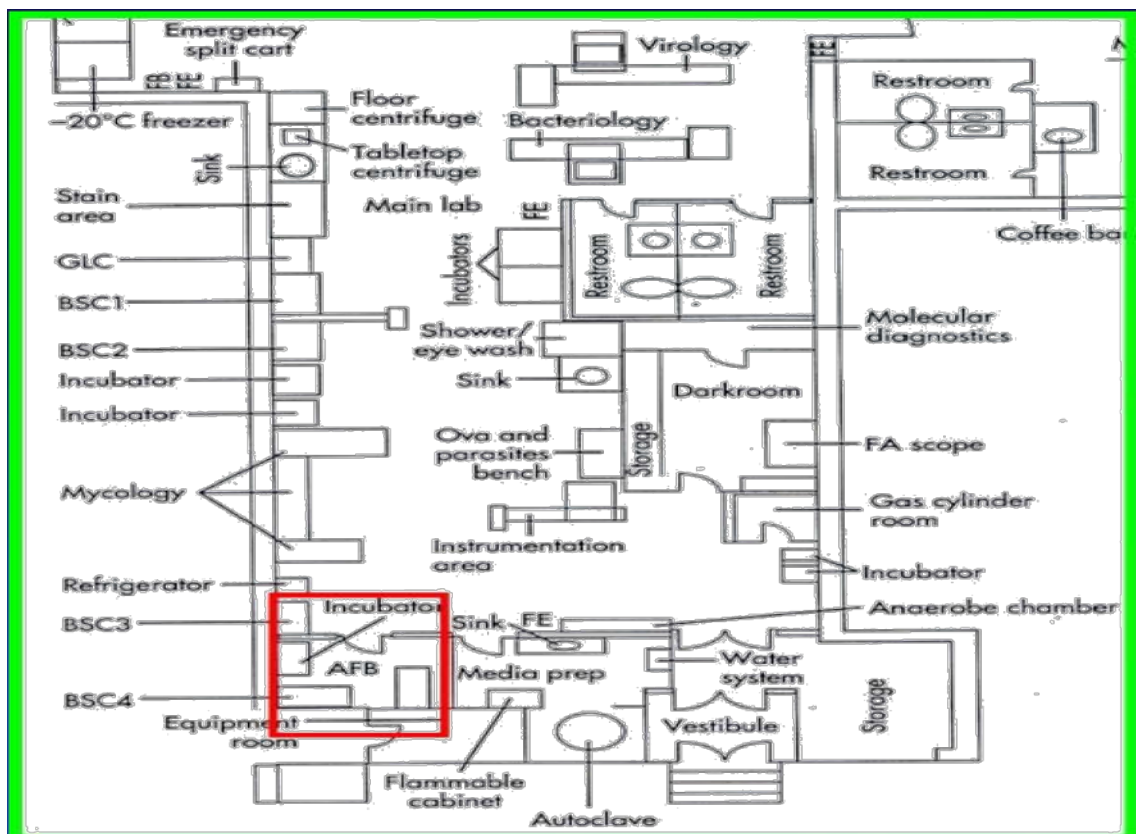 Emergency
split cart
FB
FE
-20°C freezer
Floor
centrifuge
Tabletop
centrifuge
Sink
Stain
area
Main lab
GLC
BSC1
BSC2
Incubator
Incubator
Mycology
Refrigerator
BSC3
BSC4
Incubator
AFB
Equipment
room
Virology
Bacteriology
FE
Incubators
Restroom
Restroom
Shower/
eye wash
Sink
Ova and
parasites
bench
Storage
Instrumentation
area
Sink
FE
Media prep
Flammable
cabinet
Autoclave
FE
Restroom
Restroom
Molecular
diagnostics
Darkroom
FA scope
Gas cylinder
room
Incubator
Anaerobe chamber
Water
system
Vestibule
Storage
Coffee